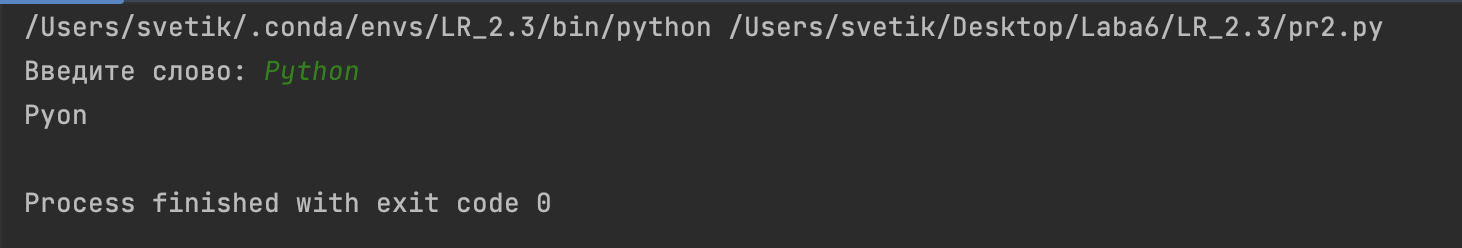 /Users/svetik/.conda/envs/LR_2.3/bin/python /Users/svetik/Desktop/Laba6/LR_2.3/pr2.py
Введите слово: Python
Pyon
Process finished with exit code 0